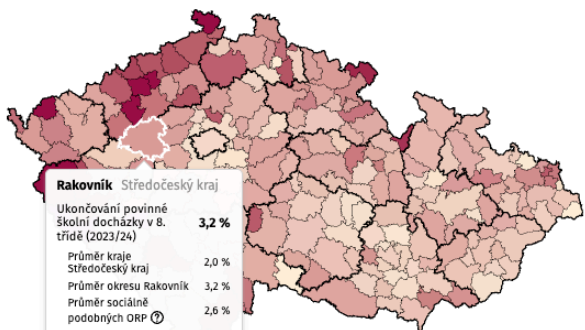 Rakovník Středočeský kraj
Ukončování povinné
školní docházky v 8. 3,2 %
třídě (2023/24)
Průměr kraje
Středočeský kraj 2,0 %
Průměr okresu Rakovník 3,2 %
Průměr sociálně
podobných ORP ? 2,6 %